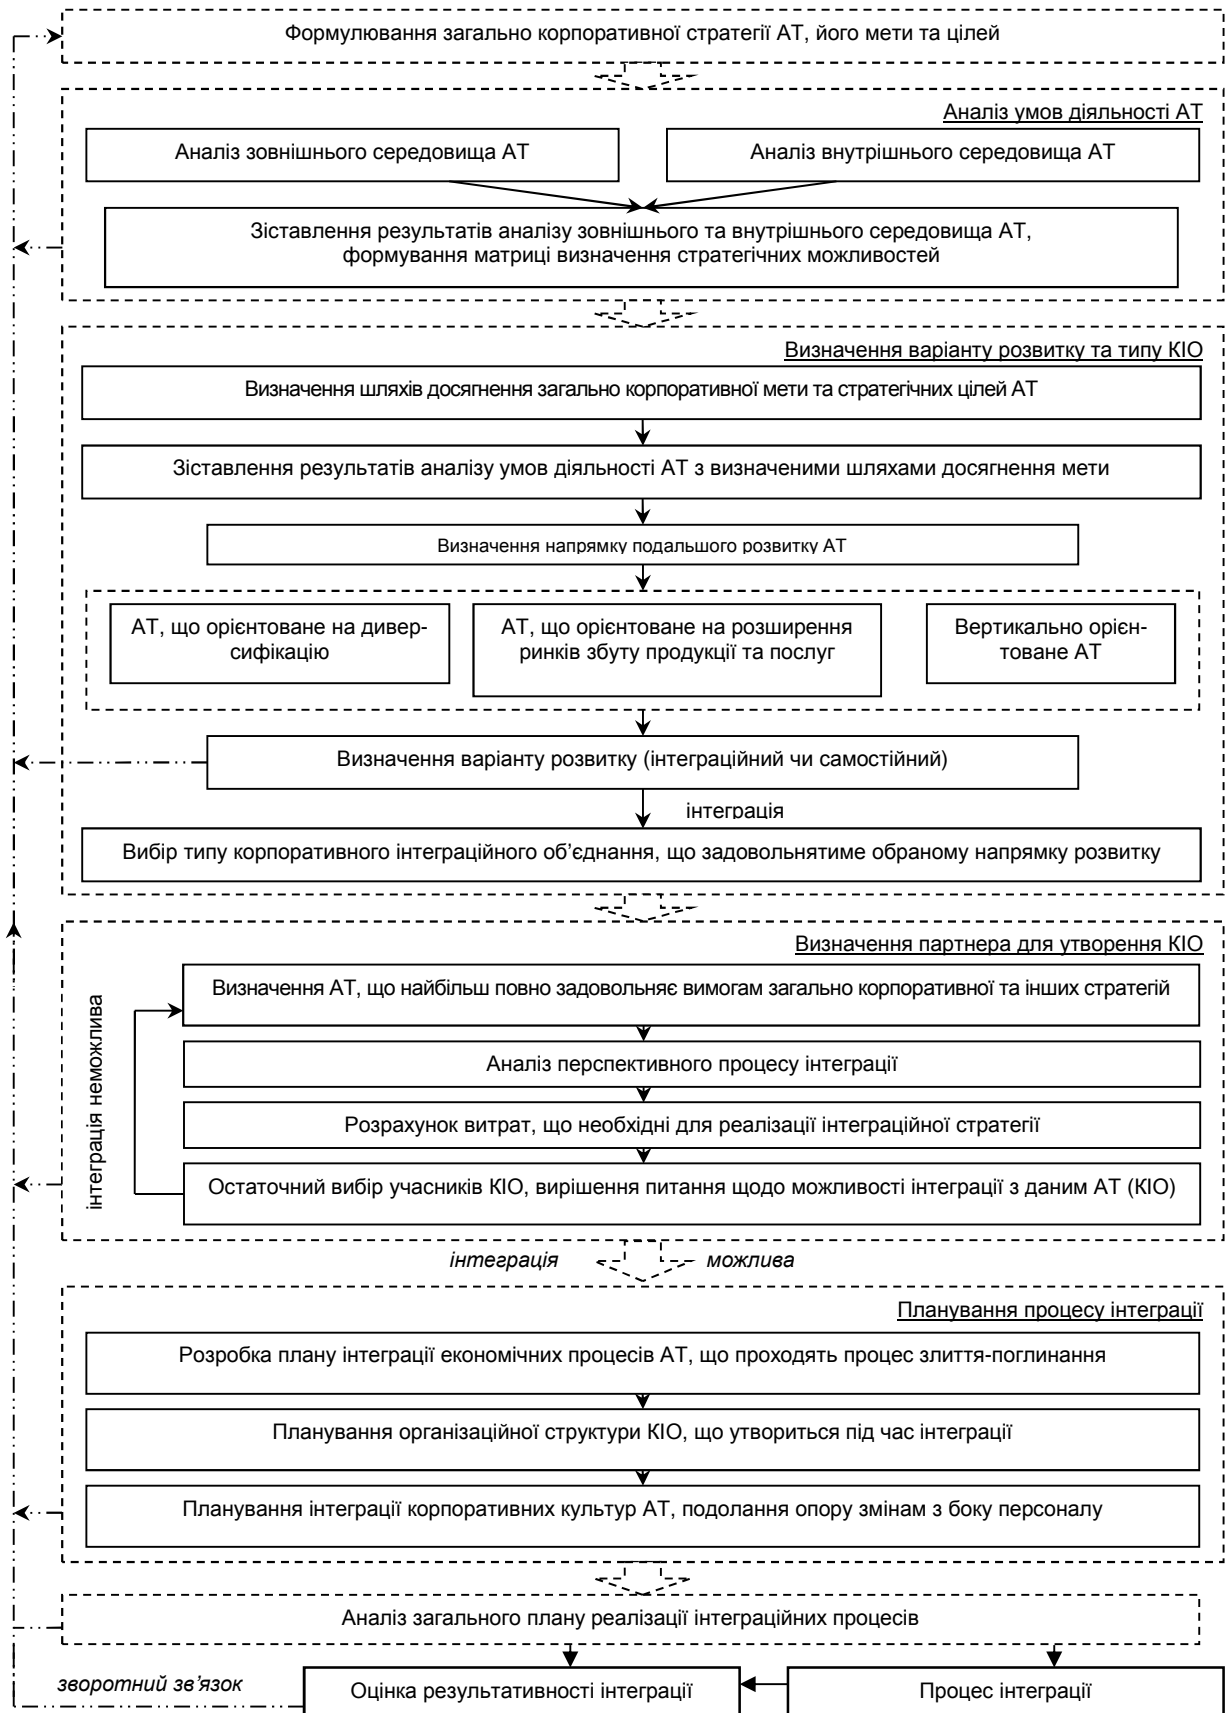 Формулювання загально корпоративної стратегії АТ, його мети та цілей
Аналіз умов діяльності АТ
Аналіз зовнішнього середовища АТ
Аналіз внутрішнього середовища АТ
Зіставлення результатів аналізу зовнішнього та внутрішнього середовища АТ,
формування матриці визначення стратегічних можливостей
Визначення варіанту розвитку та типу КІО
Визначення шляхів досягнення загально корпоративної мети та стратегічних цілей АТ
Зіставлення результатів аналізу умов діяльності АТ з визначеними шляхами досягнення мети
Визначення напрямку подальшого розвитку АТ
АТ, що орієнтоване на дивер-
сифікацію
АТ, що орієнтоване на розширення
ринків збуту продукції та послуг
Вертикально орієн-
товане АТ
Визначення варіанту розвитку (інтеграційний чи самостійний)
інтеграція
Вибір типу корпоративного інтеграційного об’єднання, що задовольнятиме обраному напрямку розвитку
Визначення партнера для утворення КІО
інтеграція неможлива
Визначення АТ, що найбільш повно задовольняє вимогам загально корпоративної та інших стратегій
Аналіз перспективного процесу інтеграції
Розрахунок витрат, що необхідні для реалізації інтеграційної стратегії
Остаточний вибір учасників КІО, вирішення питання щодо можливості інтеграції з даним АТ (КІО)
інтеграція можлива
Планування процесу інтеграції
Розробка плану інтеграції економічних процесів АТ, що проходять процес злиття-поглинання
Планування організаційної структури КІО, що утвориться під час інтеграції
Планування інтеграції корпоративних культур АТ, подолання опору змінам з боку персоналу
Аналіз загального плану реалізації інтеграційних процесів
зворотний зв’язок
Оцінка результативності інтеграції
Процес інтеграції